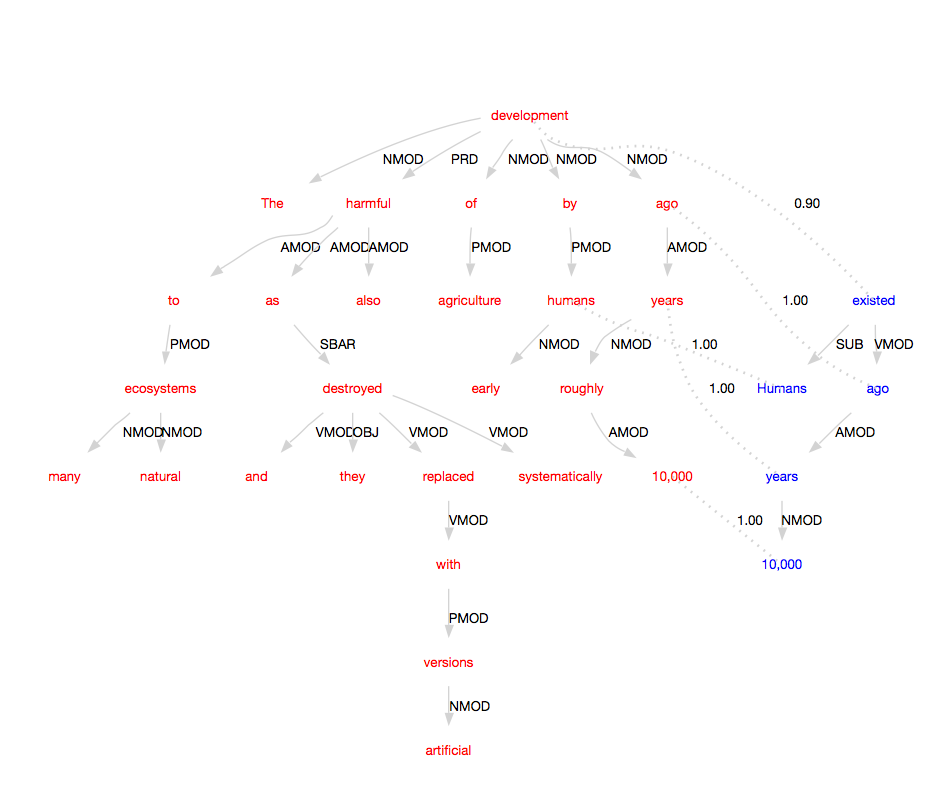 development
NMOD PRD NMOD NMOD NMOD
The harmful of by ago 0.90
AMOD AMOD AMOD PMOD PMOD AMOD
to as also agriculture humans years 1.00 existed
PMOD SBAR NMOD NMOD 1.00 SUB VMOD
ecosystems destroyed early roughly 1.00 Humans ago
NMOD NMOD VMOD OBJ VMOD VMOD AMOD AMOD
many natural and they replaced systematically 10,000 years
VMOD 1.00 NMOD
with 10,000
PMOD
versions
NMOD
artificial